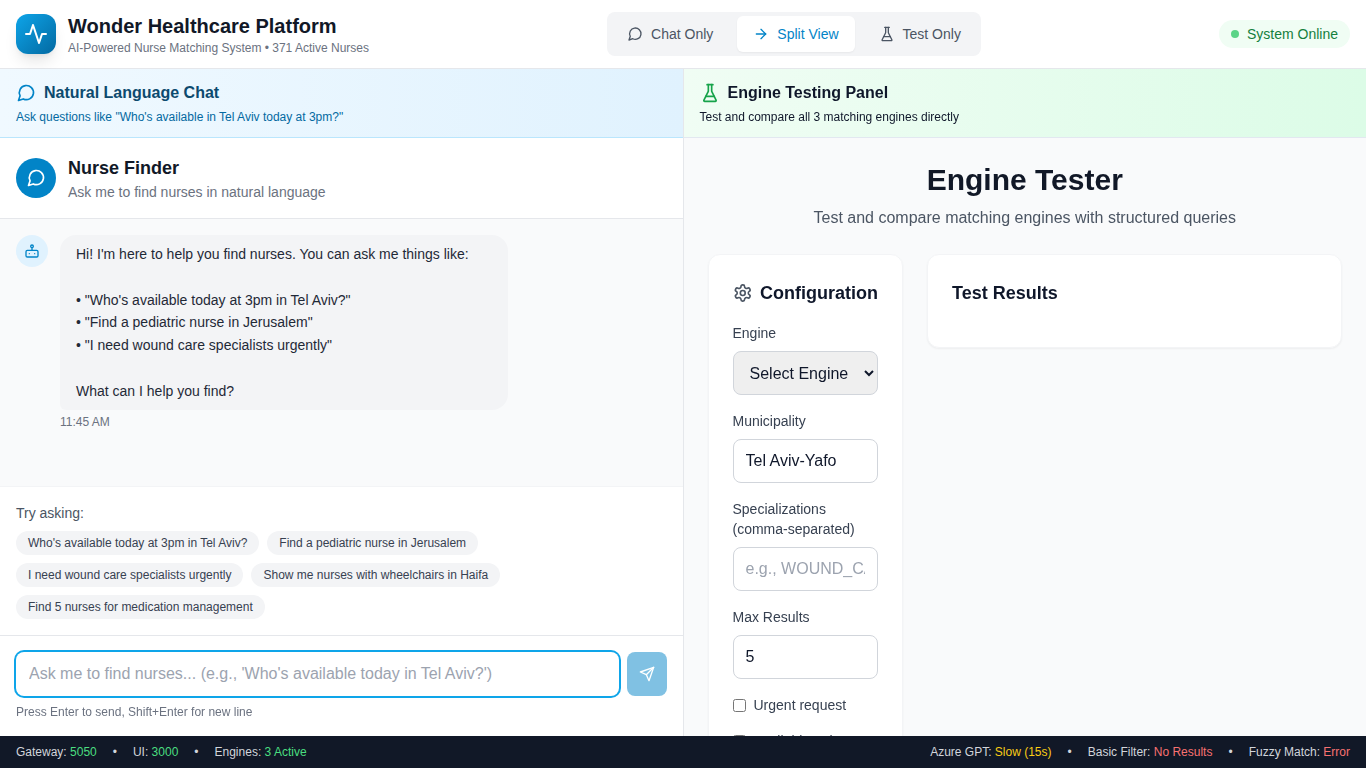 Wonder Healthcare Platform
AI-Powered Nurse Matching System • 371 Active Nurses
Chat Only
Split View
Test Only
System Online
Natural Language Chat
Ask questions like "Who's available in Tel Aviv today at 3pm?"
Engine Testing Panel
Test and compare all 3 matching engines directly
Nurse Finder
Ask me to find nurses in natural language
Hi! I'm here to help you find nurses. You can ask me things like:
• "Who's available today at 3pm in Tel Aviv?"
• "Find a pediatric nurse in Jerusalem"
• "I need wound care specialists urgently"
What can I help you find?
11:45 AM
Try asking:
Who's available today at 3pm in Tel Aviv?
Find a pediatric nurse in Jerusalem
I need wound care specialists urgently
Show me nurses with wheelchairs in Haifa
Find 5 nurses for medication management
Ask me to find nurses... (e.g., 'Who's available today in Tel Aviv?')
Press Enter to send, Shift+Enter for new line
Engine Tester
Test and compare matching engines with structured queries
Configuration
Engine
Select Engine
Municipality
Tel Aviv-Yafo
Specializations
(comma-separated)
e.g., WOUND_CA
Max Results
5
Urgent request
Test Results
Gateway: 5050 • UI: 3000 • Engines: 3 Active
Azure GPT: Slow (15s) • Basic Filter: No Results • Fuzzy Match: Error